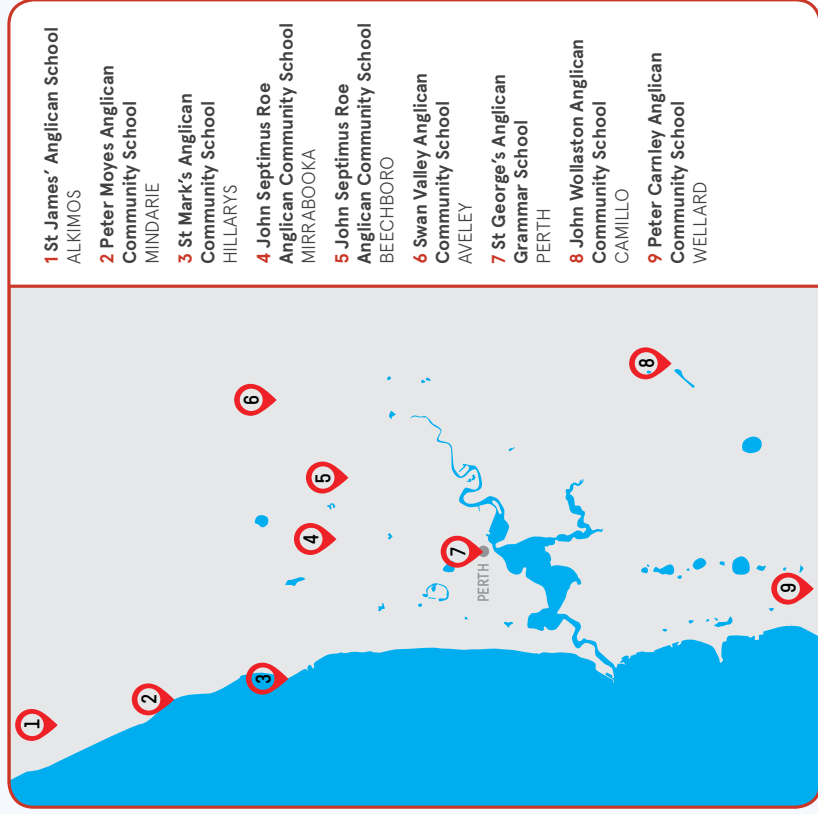 1 St James’ Anglican School
ALKIMOS
2 Peter Moyes Anglican
Community School
MINDARIE
3 St Mark’s Anglican
Community School
HILLARYS
4 John Septimus Roe
Anglican Community School
MIRRABOOKA
5 John Septimus Roe
Anglican Community School
BEECHBORO
6 Swan Valley Anglican
Community School
AVELEY
7 St George’s Anglican
Grammar School
PERTH
8 John Wollaston Anglican
Community School
CAMILLO
9 Peter Carnley Anglican
Community School
WELLARD
1
2
3
4
5
6
7
PERTH
8
9